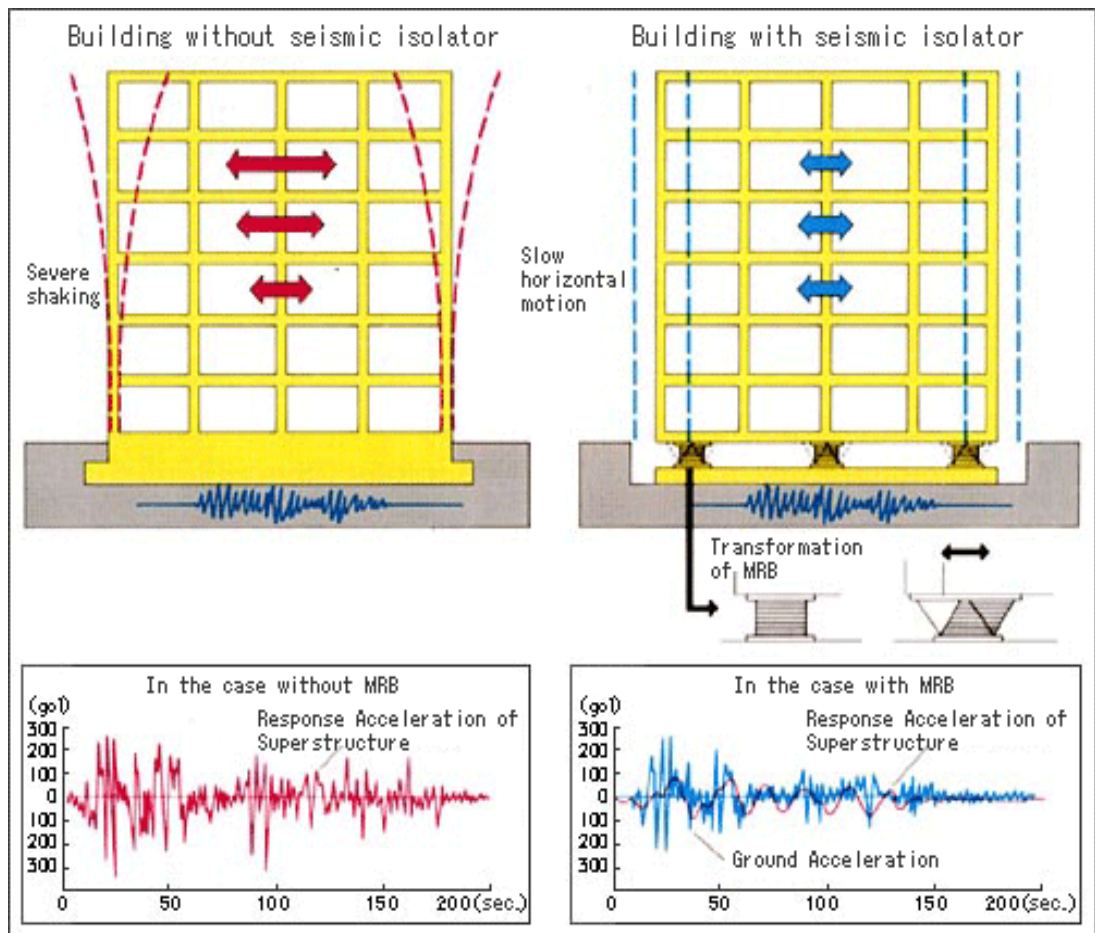 Building without seismic isolator
Building with seismic isolator
Severe
shaking
Slow
horizontal
motion
Transformation
of MRB
In the case without MRB
(gol)
Response Acceleration of
Superstructure
300
200
100
0
100
200
300
0 50 100 150 200(sec.)
In the case with MRB
(gol)
Response Acceleration of
Superstructure
300
200
100
0
100
200
300
Ground Acceleration
0 50 100 150 200(sec.)